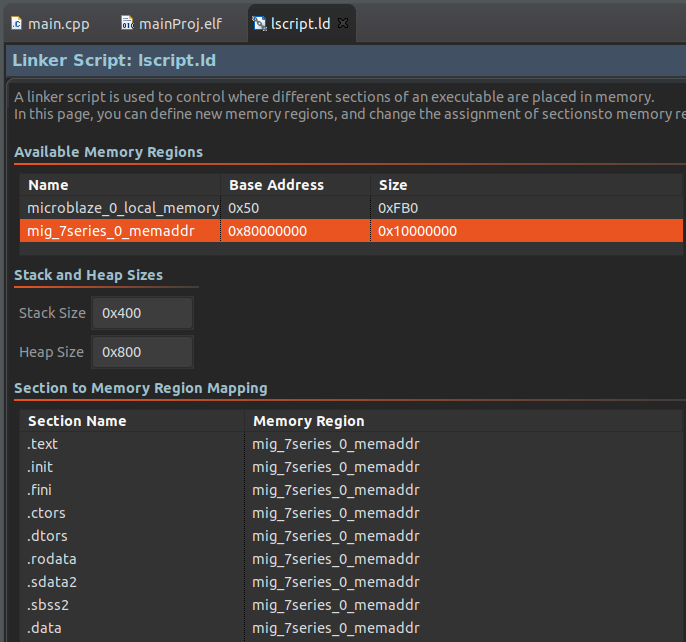 main.cpp mainProj.elf lscript.ld
Linker Script: lscript.ld
A linker script is used to control where different sections of an executable are placed in memory.
In this page, you can define new memory regions, and change the assignment of sectionsto memory re
Available Memory Regions
Name Base Address Size
microblaze_0_local_memory 0x50 0xFB0
mig_7series_0_memaddr 0x80000000 0x10000000
Stack and Heap Sizes
Stack Size 0x400
Heap Size 0x800
Section to Memory Region Mapping
Section Name Memory Region
.text mig_7series_0_memaddr
.init mig_7series_0_memaddr
.fini mig_7series_0_memaddr
.ctors mig_7series_0_memaddr
.dtors mig_7series_0_memaddr
.rodata mig_7series_0_memaddr
.sdata2 mig_7series_0_memaddr
.sbss2 mig_7series_0_memaddr
.data mig_7series_0_memaddr